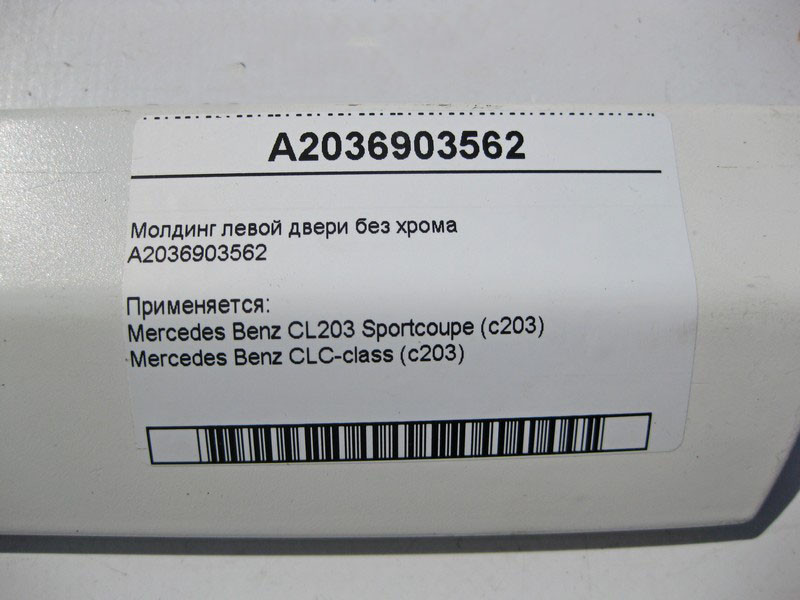 A2036903562
Молдинг левой двери без хрома
A2036903562
Применяется:
Mercedes Benz CL203 Sportcoupe (c203)
Mercedes Benz CLC-class (c203)